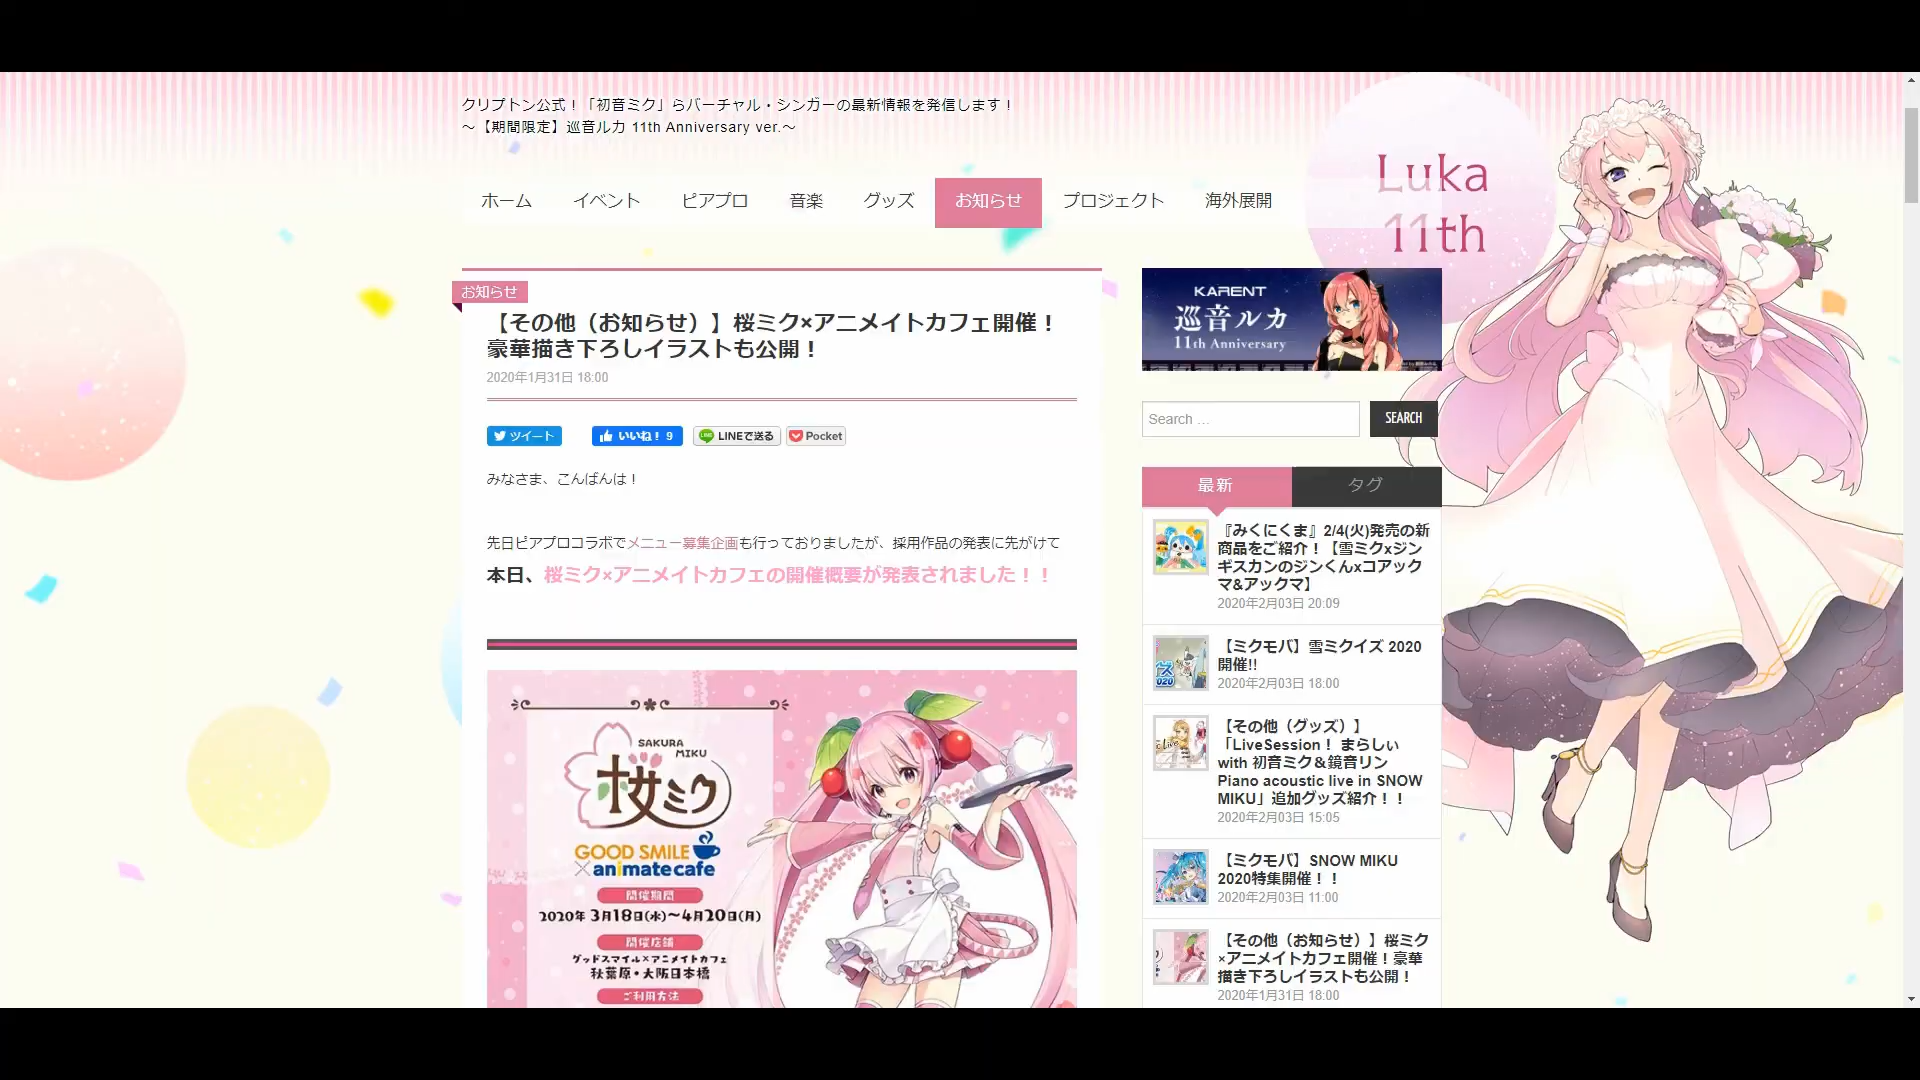 クリプトン公式！「初音ミク」らバーチャル・シンガーの最新情報を発信します！
～【期間限定】巡音ルカ 11th Anniversary ver.～
Luka
11th
ホーム
イベント
ピアプロ
音楽
グッズ
お知らせ
プロジェクト
海外展開
お知らせ
【その他（お知らせ）】桜ミク×アニメイトカフェ開催！
豪華描き下ろしイラストも公開！
2020年1月31日 18:00
ツイート
いいね！ 9
LINEで送る
Pocket
みなさま、こんばんは！
先日ピアプロコラボでメニュー募集企画も行っておりましたが、採用作品の発表に先がけて
本日、桜ミク×アニメイトカフェの開催概要が発表されました！！
SAKURA
MIKU
桜ミク
GOOD SMILE
×animatecafe
開催期間
2020年 3月18日(水)～4月20日(月)
開催店舗
グッドスマイル×アニメイトカフェ
秋葉原・大阪日本橋
ご利用方法
KARENT
巡音ルカ
11th Anniversary
Search ...
SEARCH
最新
タグ
『みくにくま』2/4(火)発売の新
商品をご紹介！【雪ミクxジン
ギスカンのジンくんxコアック
マ&アックマ】
2020年2月03日 20:09
【ミクモバ】雪ミクイズ 2020
開催!!
2020年2月03日 18:00
【その他（グッズ）】
「LiveSession！ まらしぃ
with 初音ミク＆鏡音リン
Piano acoustic live in SNOW
MIKU」追加グッズ紹介！！
2020年2月03日 15:05
【ミクモバ】SNOW MIKU
2020特集開催！！
2020年2月03日 11:00
【その他（お知らせ）】桜ミク
×アニメイトカフェ開催！豪華
描き下ろしイラストも公開！
2020年1月31日 18:00